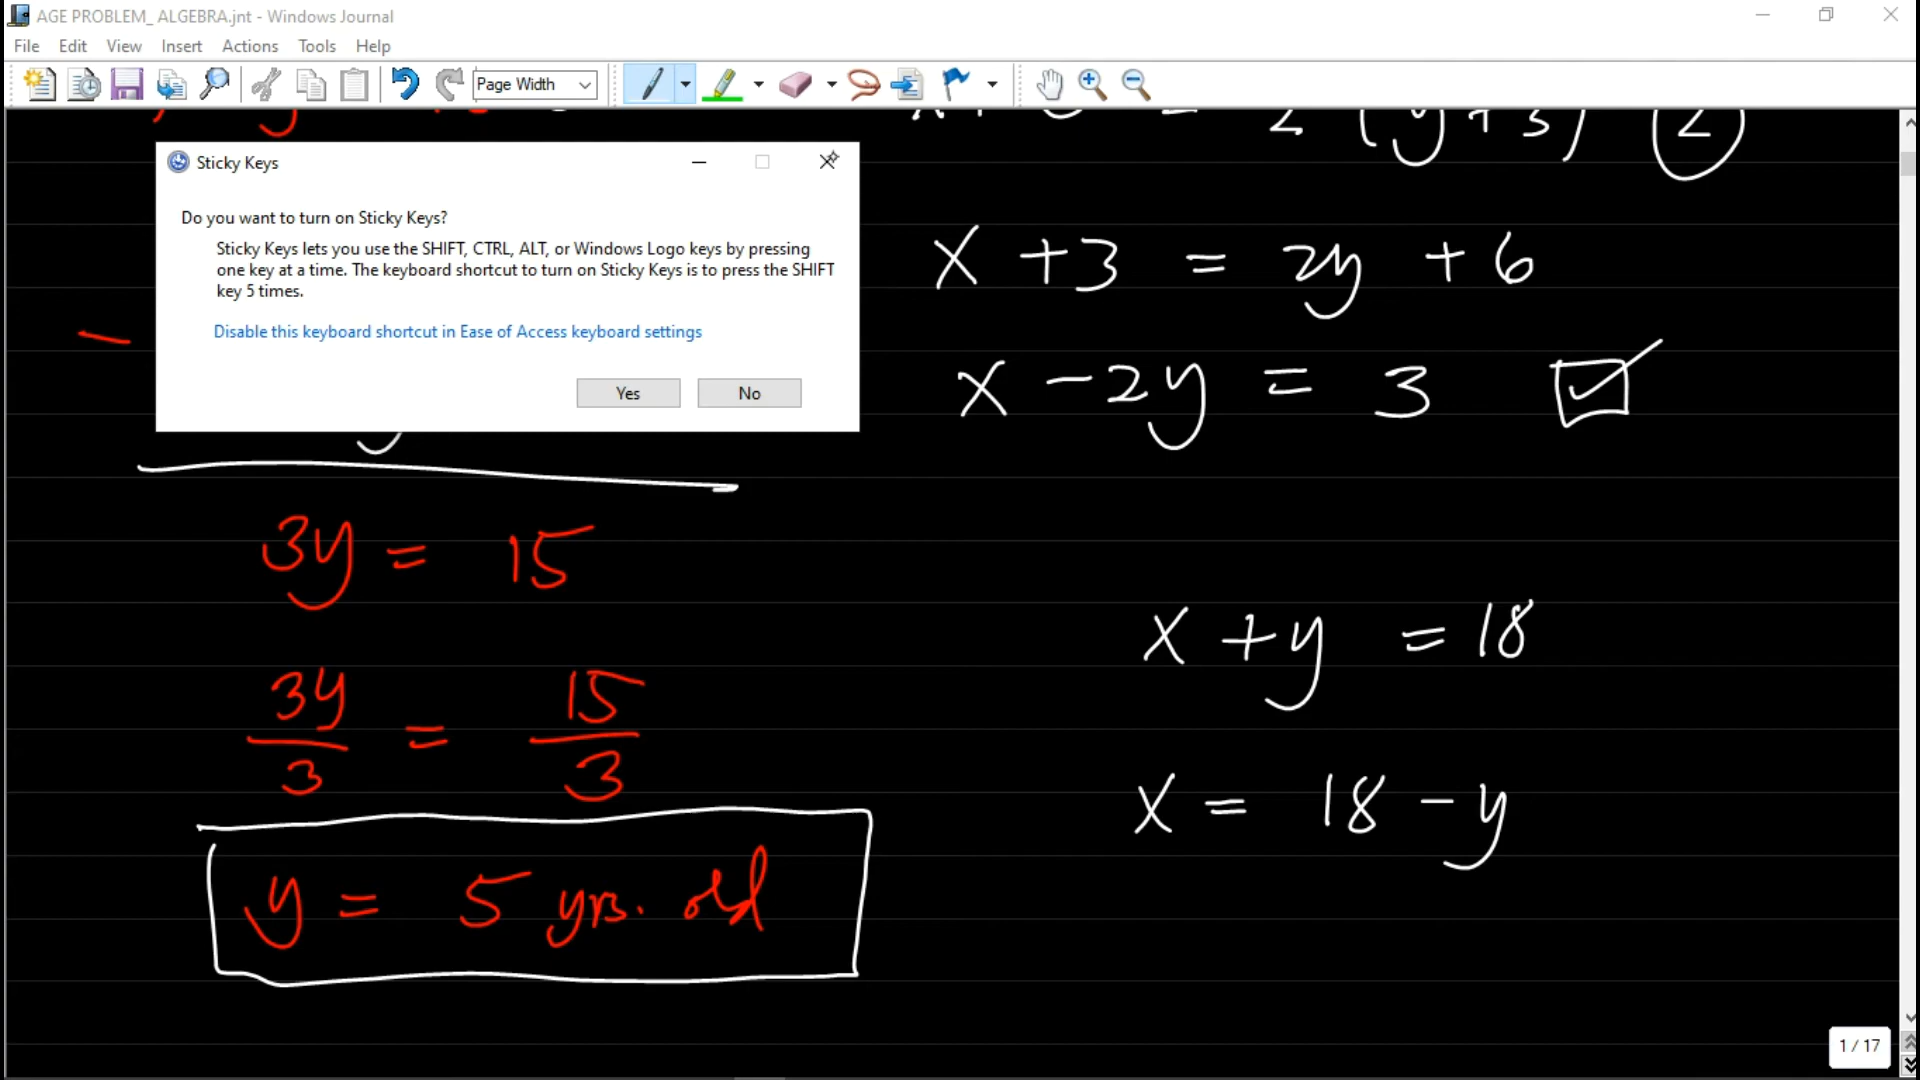 AGE PROBLEM_ ALGEBRA.jnt - Windows Journal
File Edit View Insert Actions Tools Help
Page Width
2 (y+3) 2
Sticky Keys
Do you want to turn on Sticky Keys?
Sticky Keys lets you use the SHIFT, CTRL, ALT, or Windows Logo keys by pressing
one key at a time. The keyboard shortcut to turn on Sticky Keys is to press the SHIFT
key 5 times.
Disable this keyboard shortcut in Ease of Access keyboard settings
Yes No
x + 3 = 2y + 6
x - 2y = 3
3y = 15
3y/3 = 15/3
y = 5 yrs. old
x + y = 18
x = 18 - y
1 / 17